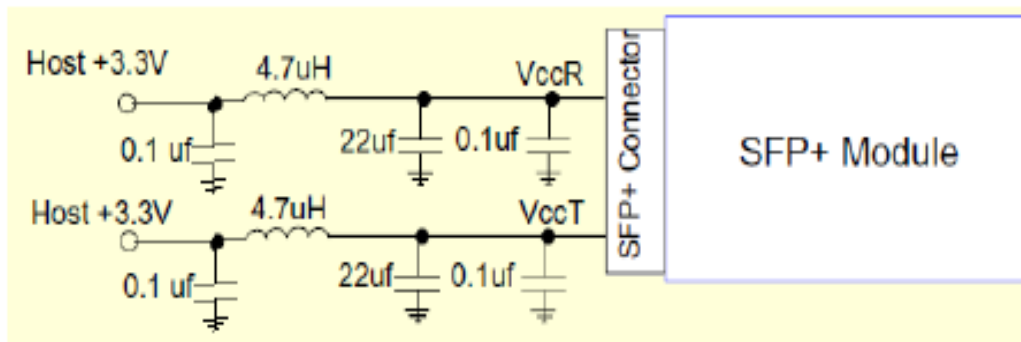 Host +3.3V
4.7uH
VccR
0.1 uf
22uf
0.1uf
Host +3.3V
4.7uH
VccT
0.1 uf
22uf
0.1uf
SFP+ Connector
SFP+ Module